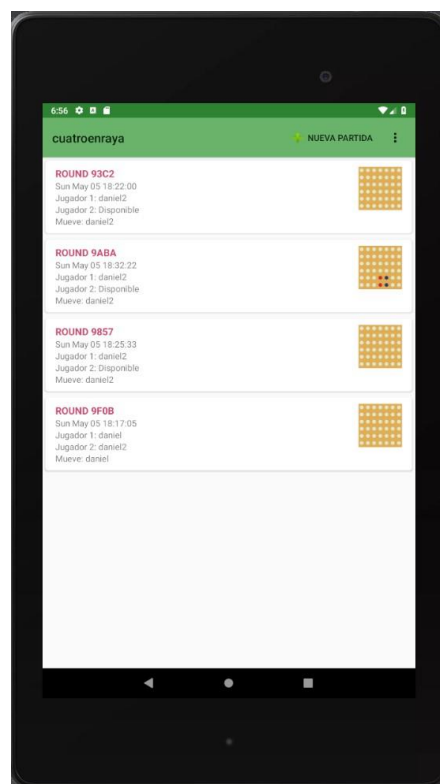 6:56
cuatroenraya
NUEVA PARTIDA
ROUND 93C2
Sun May 05 18:22:00
Jugador 1: daniel2
Jugador 2: Disponible
Mueve: daniel2
ROUND 9ABA
Sun May 05 18:32:22
Jugador 1: daniel2
Jugador 2: Disponible
Mueve: daniel2
ROUND 9857
Sun May 05 18:25:33
Jugador 1: daniel2
Jugador 2: Disponible
Mueve: daniel2
ROUND 9F0B
Sun May 05 18:17:05
Jugador 1: daniel
Jugador 2: daniel2
Mueve: daniel